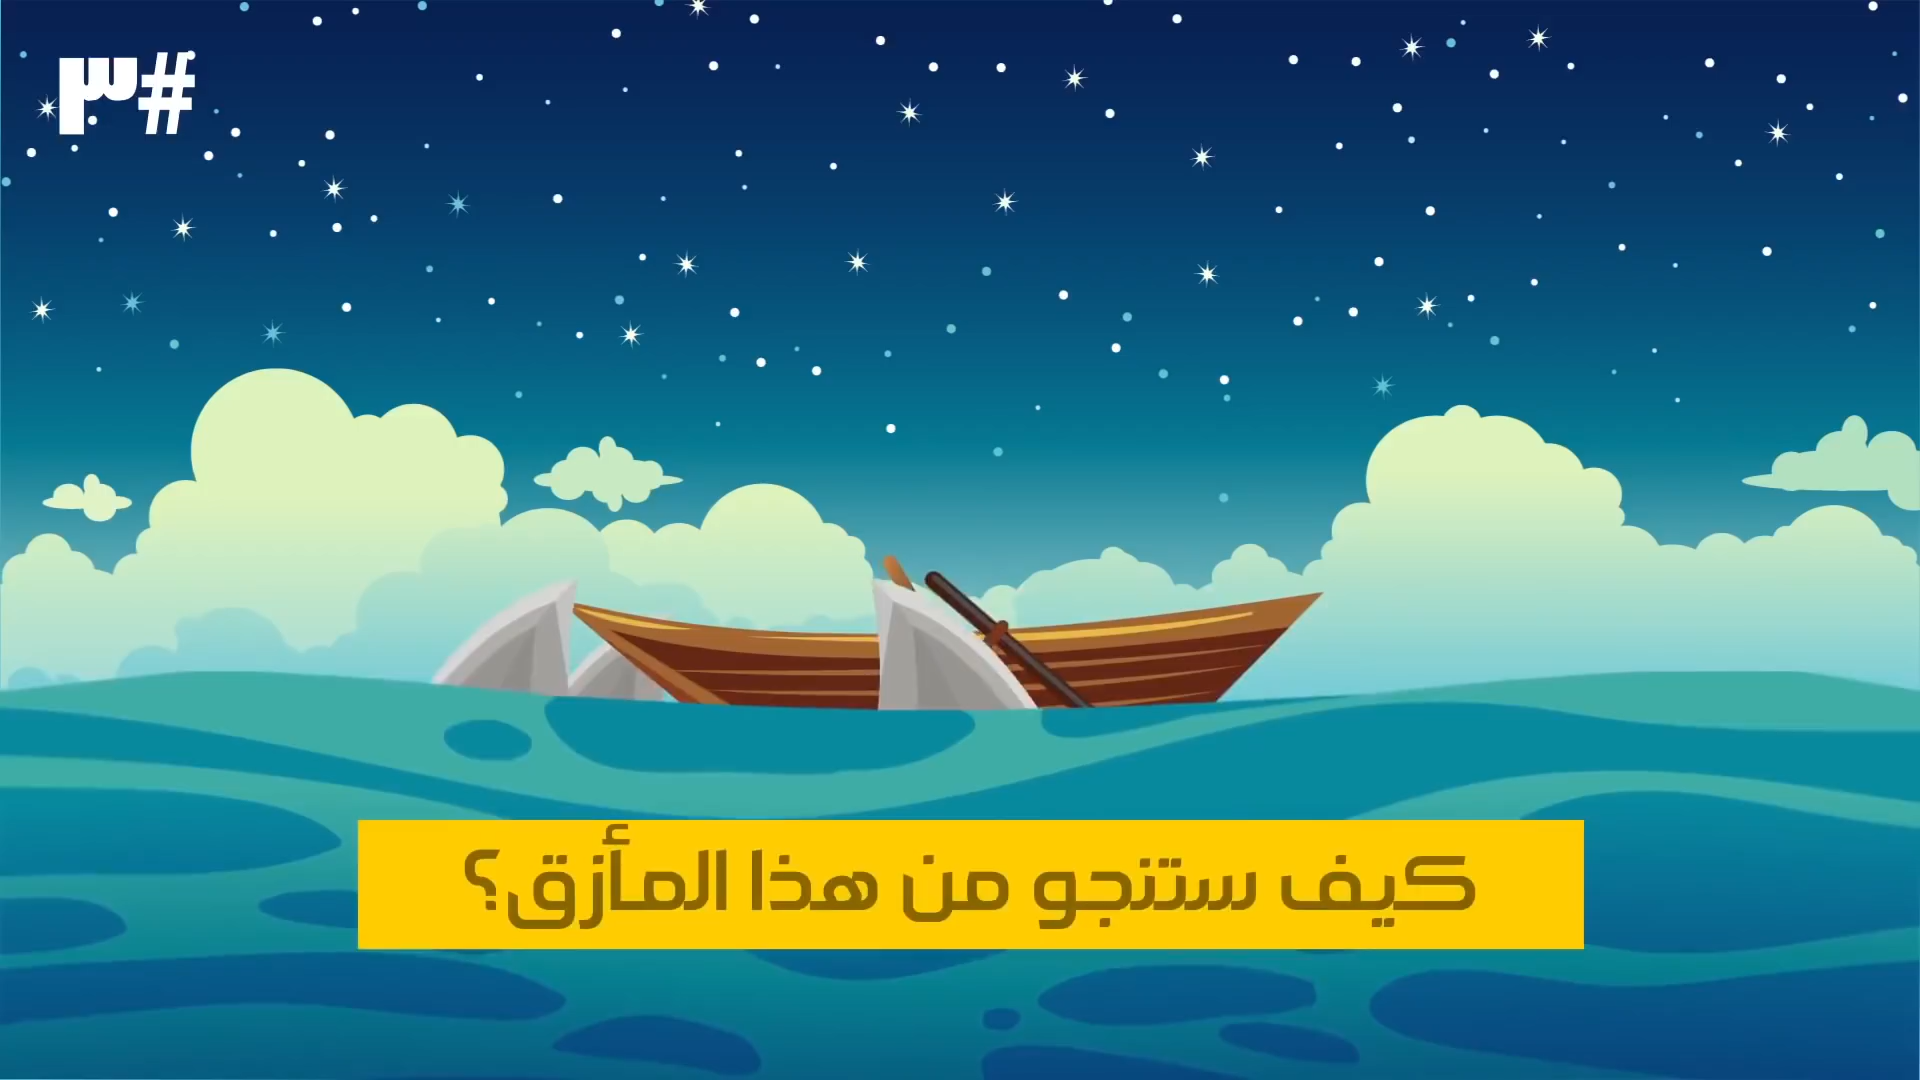 #٣
كيف ستنجو من هذا المأزق؟